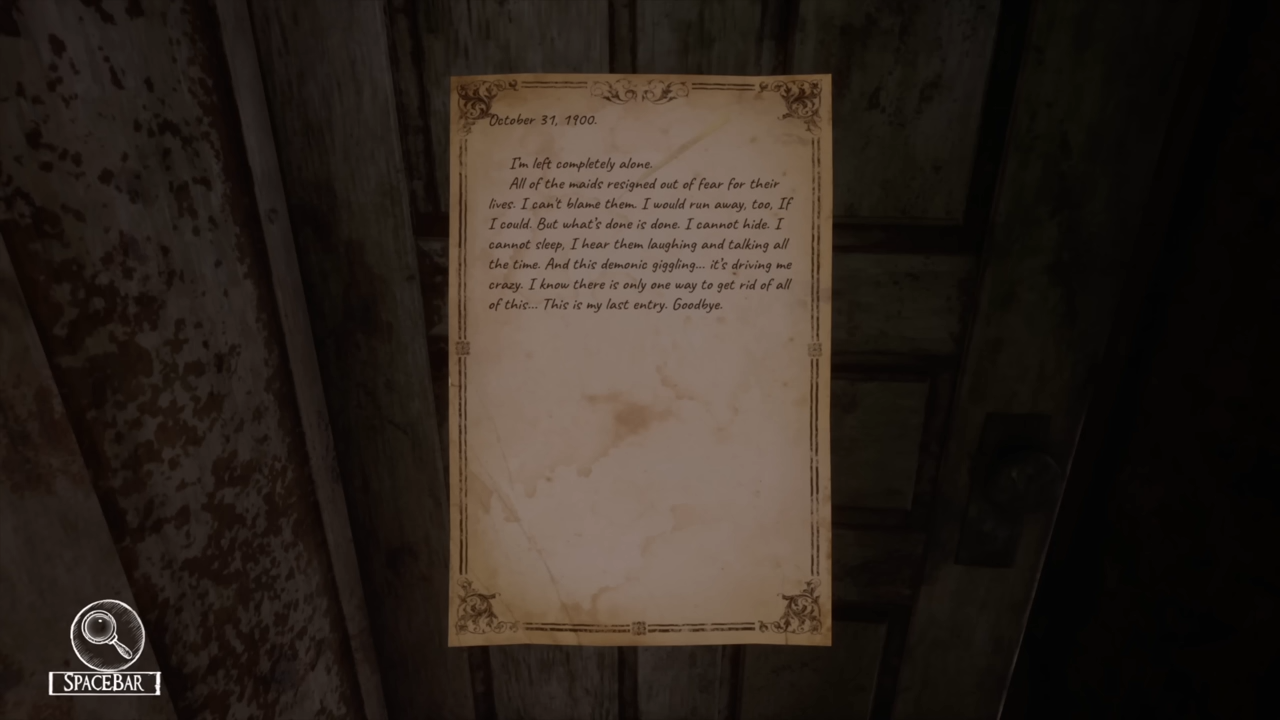 October 31, 1900.
I'm left completely alone.
All of the maids resigned out of fear for their
lives. I can't blame them. I would run away, too, If
I could. But what's done is done. I cannot hide. I
cannot sleep, I hear them laughing and talking all
the time. And this demonic giggling... it's driving me
crazy. I know there is only one way to get rid of all
of this... This is my last entry. Goodbye.
SPACEBAR